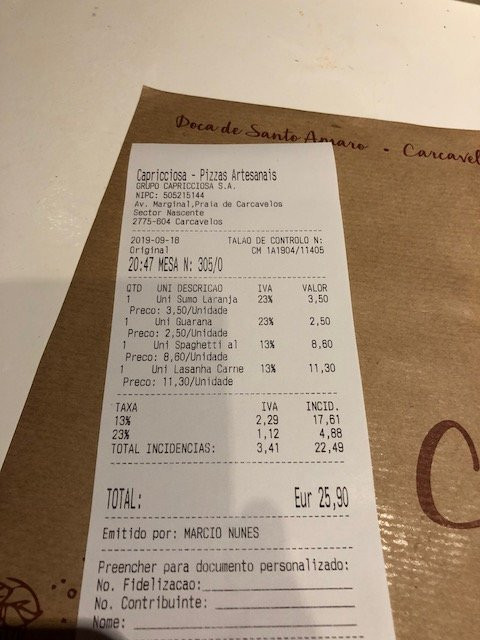 Doca de Santo Amaro • Carcavel
Capricciosa - Pizzas Artesanais
GRUPO CAPRICCIOSA S.A.
NIPC: 505215144
Av. Marginal,Praia de Carcavelos
Sector Nascente
2775-604 Carcavelos
2019-09-18 TALAO DE CONTROLO N:
Original CM 1A1904/11405
20:47 MESA N: 305/0
QTD UNI DESCRICAO IVA VALOR
1 Uni Sumo Laranja 23% 3,50
Preco: 3,50/Unidade
1 Uni Guarana 23% 2,50
Preco: 2,50/Unidade
1 Uni Spaghetti al 13% 8,60
Preco: 8,60/Unidade
1 Uni Lasanha Carne 13% 11,30
Preco: 11,30/Unidade
TAXA IVA INCID.
13% 2,29 17,61
23% 1,12 4,88
TOTAL INCIDENCIAS: 3,41 22,49
TOTAL: Eur 25,90
Emitido por: MARCIO NUNES
Preencher para documento personalizado:
No. Fidelizacao:
No. Contribuinte:
Nome:
C